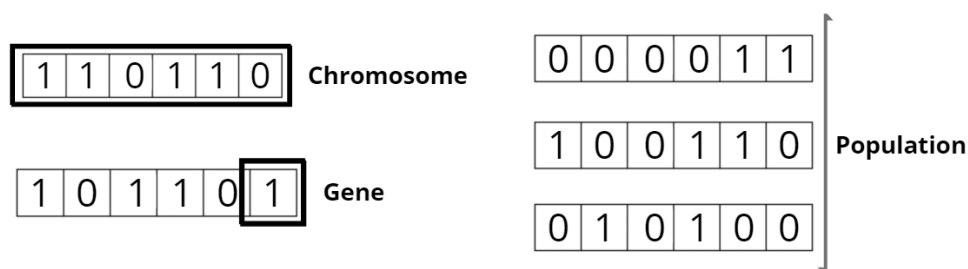 1 1 0 1 1 0 Chromosome
1 0 1 1 0 1 Gene
0 0 0 0 1 1
1 0 0 1 1 0 Population
0 1 0 1 0 0